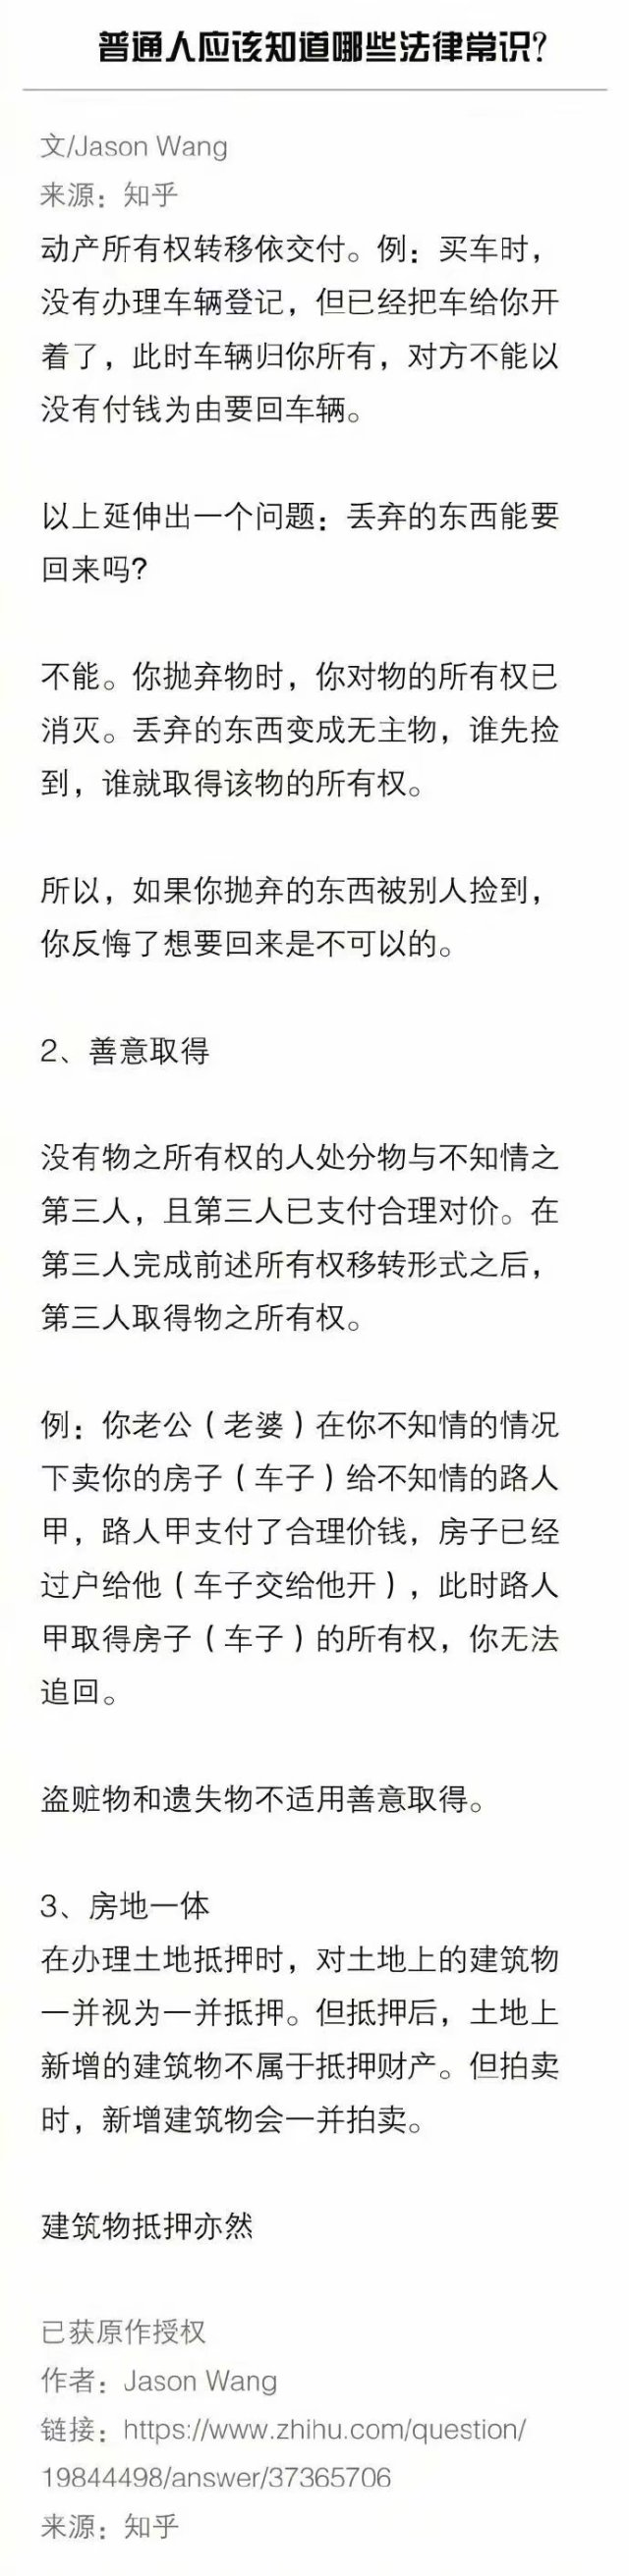 普通人应该知道哪些法律常识?
文/Jason Wang
来源：知乎
动产所有权转移依交付。例：买车时，
没有办理车辆登记，但已经把车给你开
着了，此时车辆归你所有，对方不能以
没有付钱为由要回车辆。
以上延伸出一个问题：丢弃的东西能要
回来吗?
不能。你抛弃物时，你对物的所有权已
消灭。丢弃的东西变成无主物，谁先捡
到，谁就取得该物的所有权。
所以，如果你抛弃的东西被别人捡到，
你反悔了想要回来是不可以的。
2、善意取得
没有物之所有权的人处分物与不知情之
第三人，且第三人已支付合理对价。在
第三人完成前述所有权移转形式之后，
第三人取得物之所有权。
例：你老公（老婆）在你不知情的情况
下卖你的房子（车子）给不知情的路人
甲，路人甲支付了合理价钱，房子已经
过户给他（车子交给他开），此时路人
甲取得房子（车子）的所有权，你无法
追回。
盗赃物和遗失物不适用善意取得。
3、房地一体
在办理土地抵押时，对土地上的建筑物
一并视为一并抵押。但抵押后，土地上
新增的建筑物不属于抵押财产。但拍卖
时，新增建筑物会一并拍卖。
建筑物抵押亦然
已获原作授权
作者：Jason Wang
链接：https://www.zhihu.com/question/
19844498/answer/37365706
来源：知乎